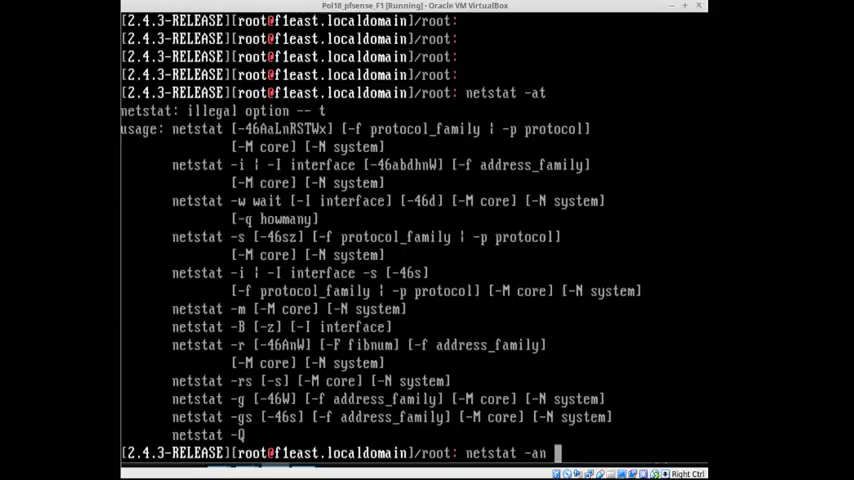 Pol18_pfsense_F1 [Running] - Oracle VM VirtualBox
[2.4.3-RELEASE][root@f1east.localdomain]/root:
[2.4.3-RELEASE][root@f1east.localdomain]/root:
[2.4.3-RELEASE][root@f1east.localdomain]/root:
[2.4.3-RELEASE][root@f1east.localdomain]/root:
[2.4.3-RELEASE][root@f1east.localdomain]/root: netstat -at
netstat: illegal option -- t
usage: netstat [-46AaLnRSTWx] [-f protocol_family | -p protocol]
[-M core] [-N system]
netstat -i | -I interface [-46abdhnW] [-f address_family]
[-M core] [-N system]
netstat -w wait [-I interface] [-46d] [-M core] [-N system]
[-q howmany]
netstat -s [-46sz] [-f protocol_family | -p protocol]
[-M core] [-N system]
netstat -i | -I interface -s [-46s]
[-f protocol_family | -p protocol] [-M core] [-N system]
netstat -m [-M core] [-N system]
netstat -B [-z] [-I interface]
netstat -r [-46AnW] [-F fibnum] [-f address_family]
[-M core] [-N system]
netstat -rs [-s] [-M core] [-N system]
netstat -g [-46W] [-f address_family] [-M core] [-N system]
netstat -gs [-46s] [-f address_family] [-M core] [-N system]
netstat -Q
[2.4.3-RELEASE][root@f1east.localdomain]/root: netstat -an
Right Ctrl